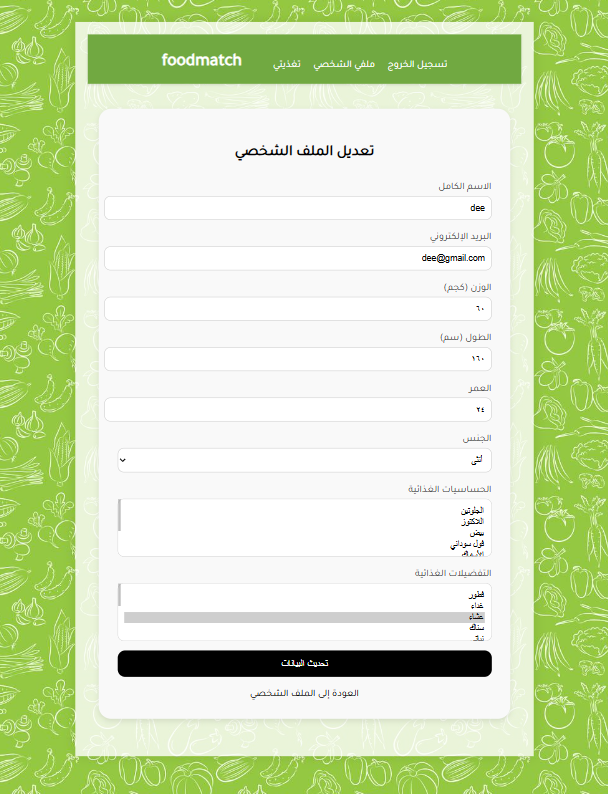 foodmatch
تغذيتي ملفي الشخصي تسجيل الخروج
تعديل الملف الشخصي
الاسم الكامل
dee
البريد الإلكتروني
dee@gmail.com
الوزن (كجم)
٦٠
الطول (سم)
١٦٠
العمر
٢٤
الجنس
أنثى
الحساسيات الغذائية
الجلوتين
اللاكتوز
بيض
فول سوداني
التفضيلات الغذائية
فطور
غداء
عشاء
سناك
تحديث البيانات
العودة إلى الملف الشخصي